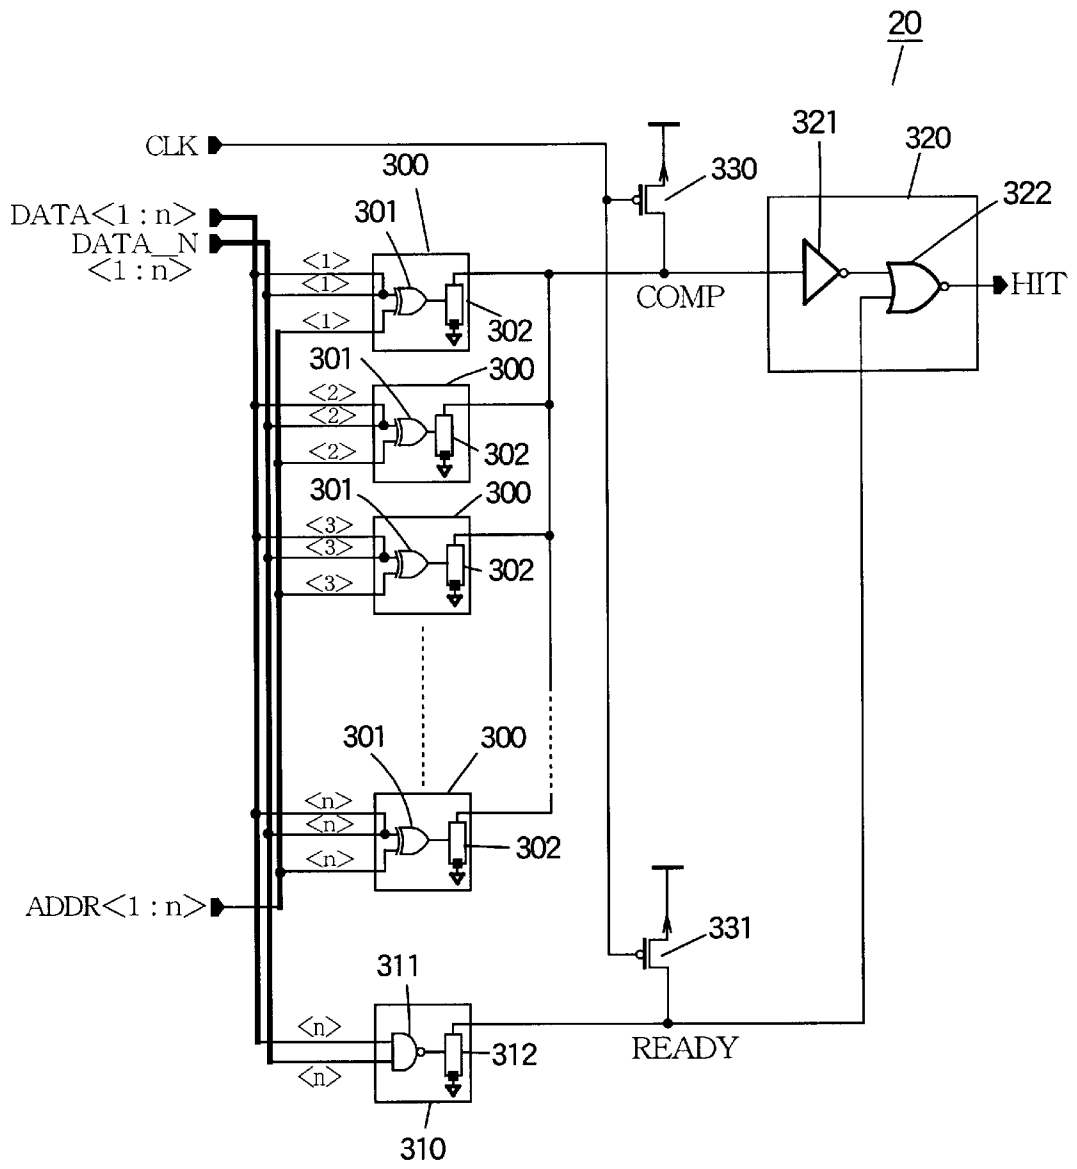 20
CLK
300
330
321
320
322
301
DATA<1 : n>
DATA_N
<1:n>
<1>
<1>
<1>
302
COMP
HIT
301
300
<2>
<2>
<2>
302
301
300
<3>
<3>
<3>
302
301
300
<n>
<n>
<n>
302
ADDR<1 : n>
331
311
<n>
<n>
312
READY
310